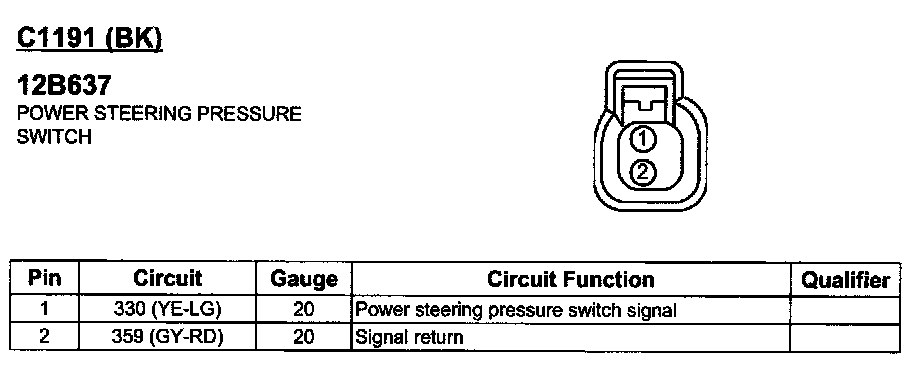 C1191 (BK)
12B637
POWER STEERING PRESSURE
SWITCH
1
2
Pin Circuit Gauge Circuit Function Qualifier
1 330 (YE-LG) 20 Power steering pressure switch signal
2 359 (GY-RD) 20 Signal return